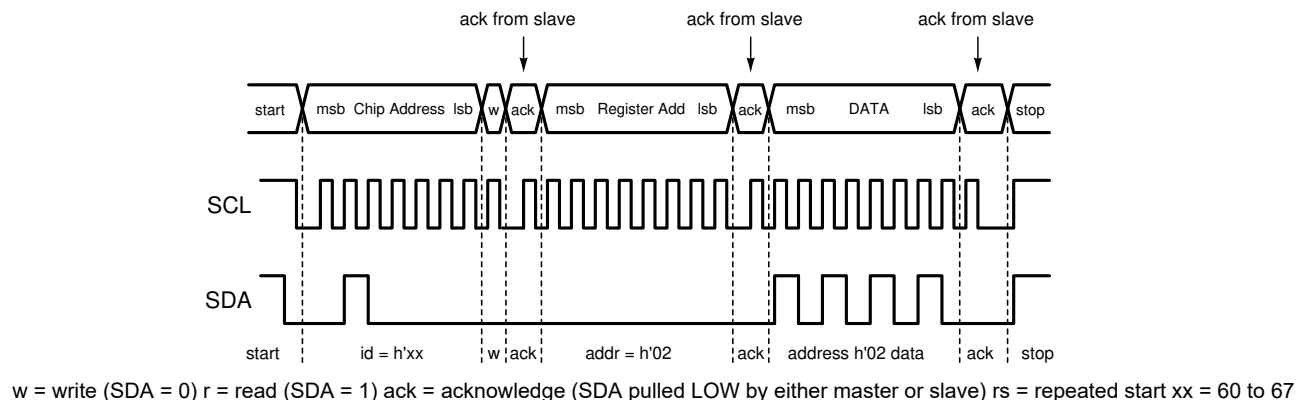 ack from slave ack from slave ack from slave
start msb Chip Address lsb w ack msb Register Add lsb ack msb DATA lsb ack stop
SCL
SDA
start id = h'xx w ack addr = h'02 ack address h'02 data ack stop
w = write (SDA = 0) r = read (SDA = 1) ack = acknowledge (SDA pulled LOW by either master or slave) rs = repeated start xx = 60 to 67